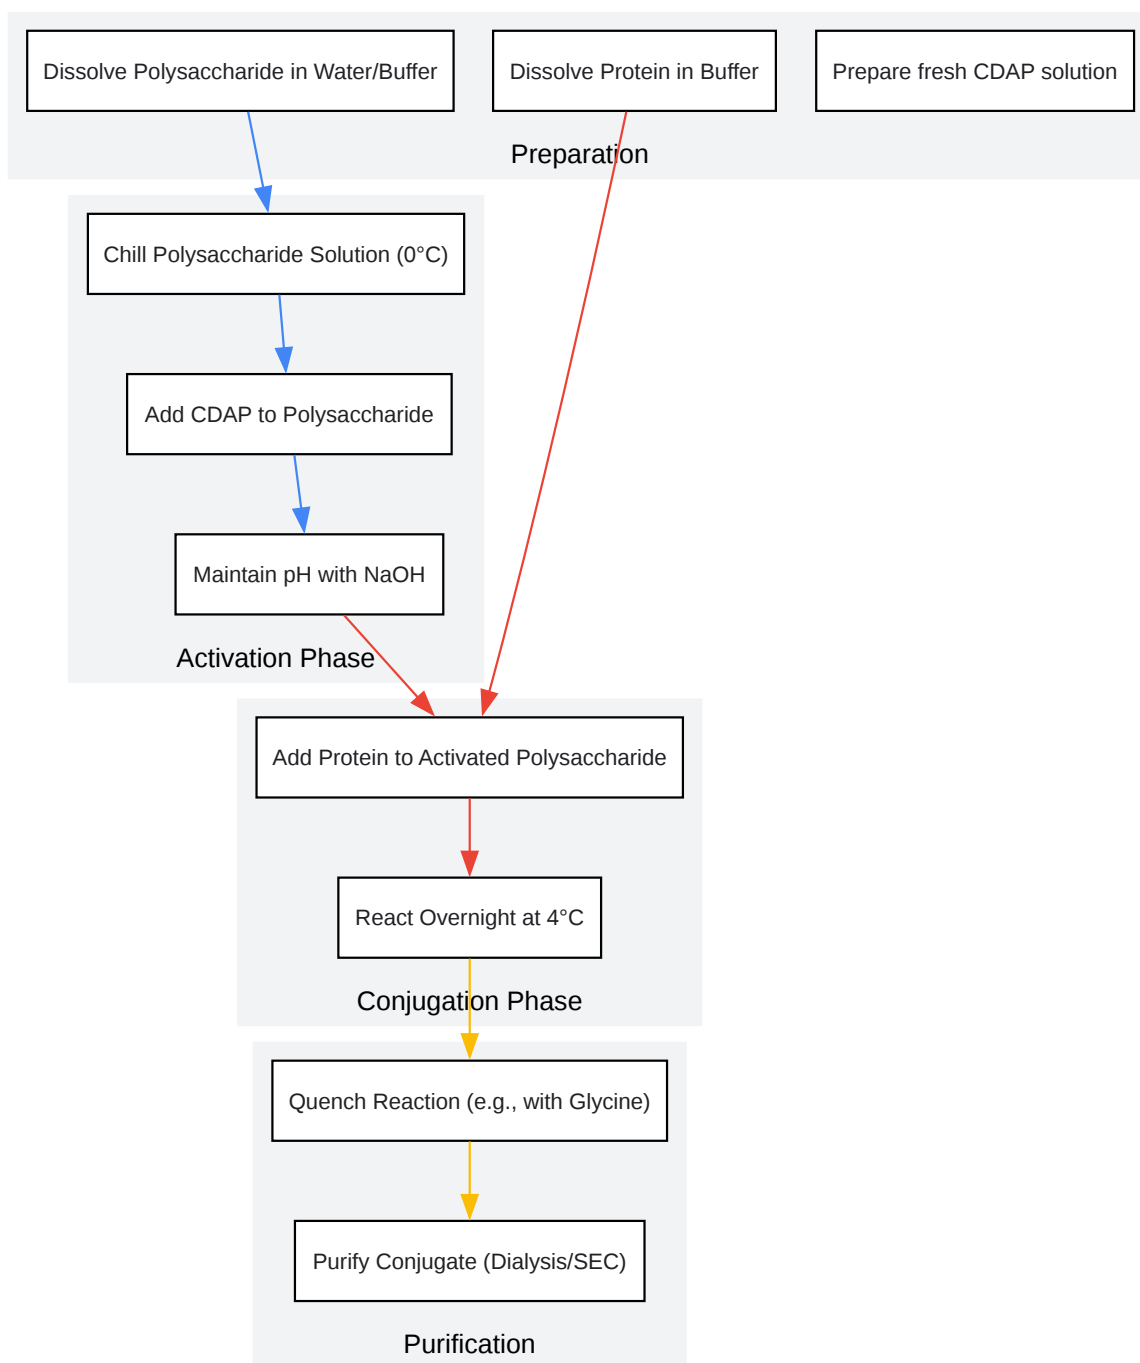 Dissolve Polysaccharide in Water/Buffer
Dissolve Protein in Buffer
Prepare fresh CDAP solution
Preparation
Chill Polysaccharide Solution (0°C)
Add CDAP to Polysaccharide
Maintain pH with NaOH
Activation Phase
Add Protein to Activated Polysaccharide
React Overnight at 4°C
Conjugation Phase
Quench Reaction (e.g., with Glycine)
Purify Conjugate (Dialysis/SEC)
Purification